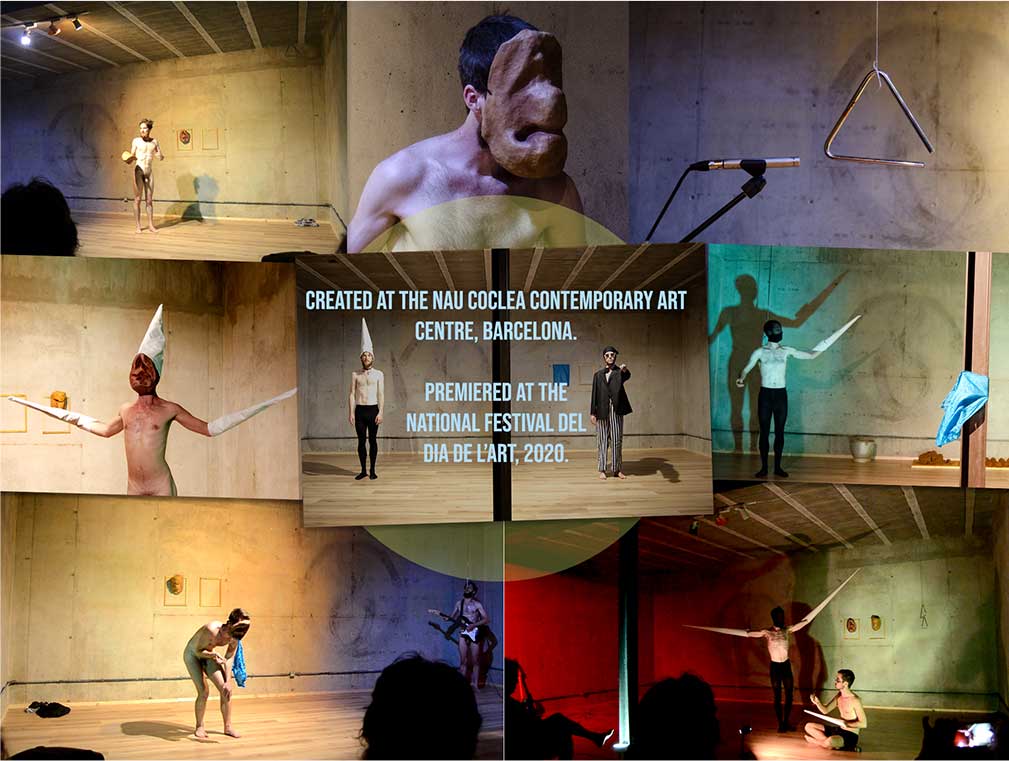 CREATED AT THE NAU COCLEA CONTEMPORARY ART
CENTRE, BARCELONA.
PREMIERED AT THE
NATIONAL FESTIVAL DEL
DIA DE L'ART, 2020.